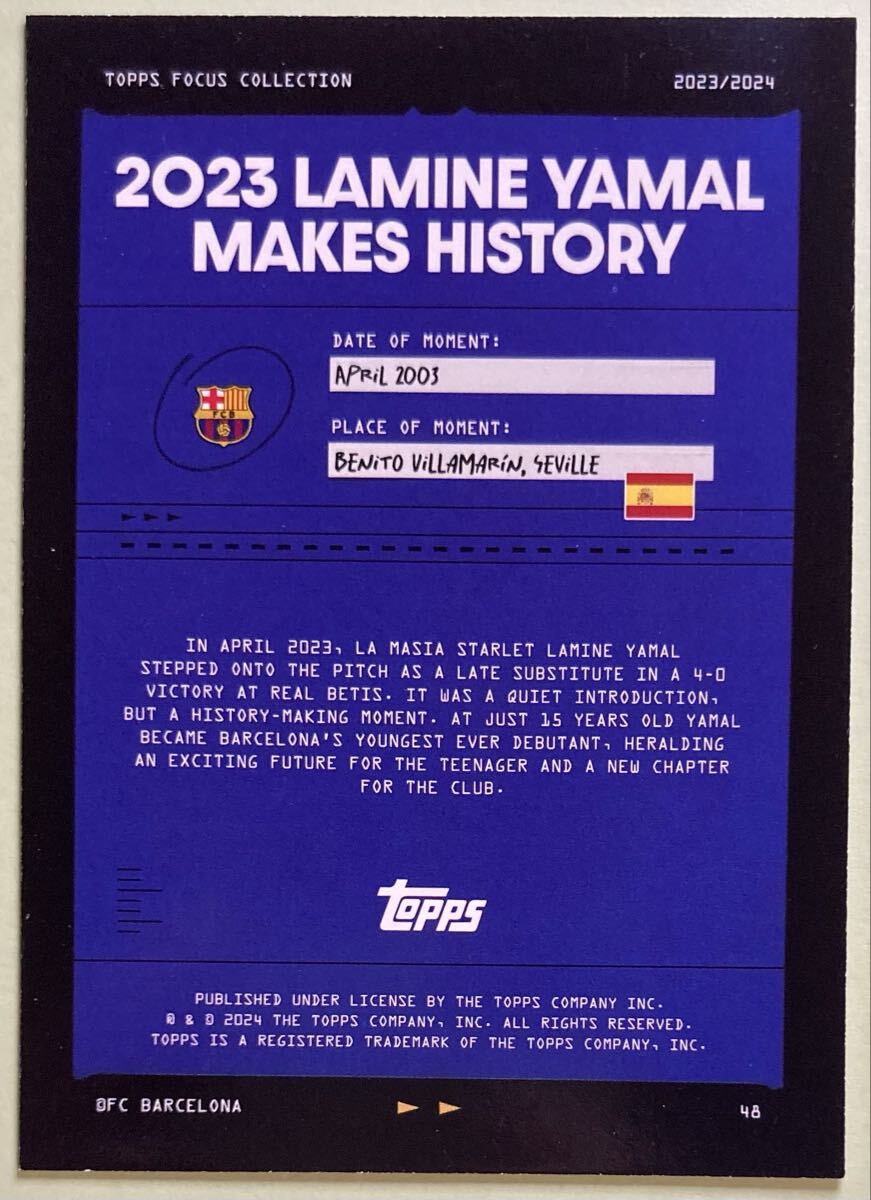 TOPPS FOCUS COLLECTION 2023/2024
2023 LAMINE YAMAL
MAKES HISTORY
DATE OF MOMENT:
APRiL 2003
FCB
PLACE OF MOMENT:
BENiTO ViLLAMARíN, SEViLLE
IN APRIL 2023, LA MASIA STARLET LAMINE YAMAL
STEPPED ONTO THE PITCH AS A LATE SUBSTITUTE IN A 4-0
VICTORY AT REAL BETIS. IT WAS A QUIET INTRODUCTION,
BUT A HISTORY-MAKING MOMENT. AT JUST 15 YEARS OLD YAMAL
BECAME BARCELONA'S YOUNGEST EVER DEBUTANT, HERALDING
AN EXCITING FUTURE FOR THE TEENAGER AND A NEW CHAPTER
FOR THE CLUB.
Topps
PUBLISHED UNDER LICENSE BY THE TOPPS COMPANY INC.
® & © 2024 THE TOPPS COMPANY, INC. ALL RIGHTS RESERVED.
TOPPS IS A REGISTERED TRADEMARK OF THE TOPPS COMPANY, INC.
©FC BARCELONA 48